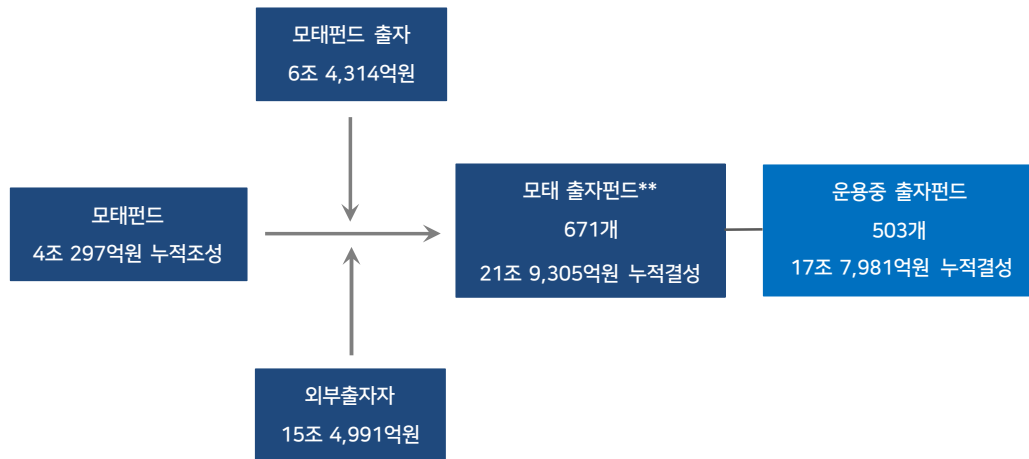 모태펀드 출자
6조 4,314억원
모태펀드
4조 297억원 누적조성
모태 출자펀드**
671개
21조 9,305억원 누적결성
운용중 출자펀드
503개
17조 7,981억원 누적결성
외부출자자
15조 4,991억원